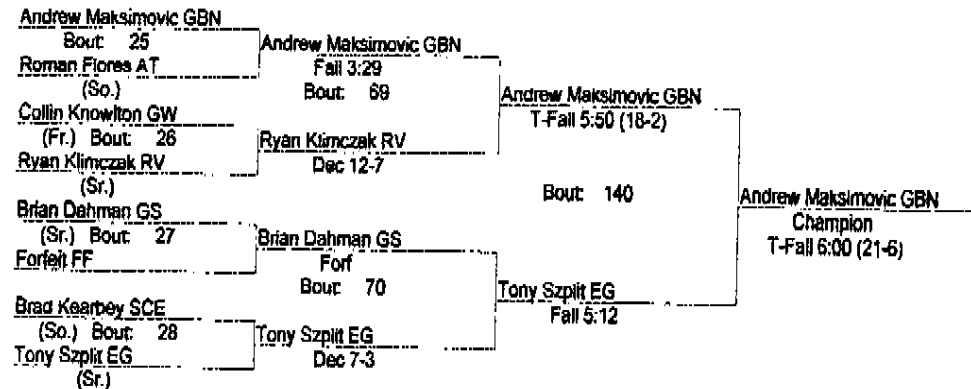 Andrew Maksimovic GBN
Bout: 25
Roman Flores AT
(So.)
Collin Knowlton GW
(Fr.) Bout: 26
Ryan Klimczak RV
(Sr.)
Brian Dahman GS
(Sr.) Bout: 27
Forfeit FF
Brad Kearbey SCE
(So.) Bout: 28
Tony Szplit EG
(Sr.)
Andrew Maksimovic GBN
Fall 3:29
Bout: 69
Ryan Klimczak RV
Dec 12-7
Brian Dahman GS
Forf
Bout: 70
Tony Szplit EG
Dec 7-3
Andrew Maksimovic GBN
T-Fall 5:50 (18-2)
Bout: 140
Tony Szplit EG
Fall 5:12
Andrew Maksimovic GBN
Champion
T-Fall 6:00 (21-6)